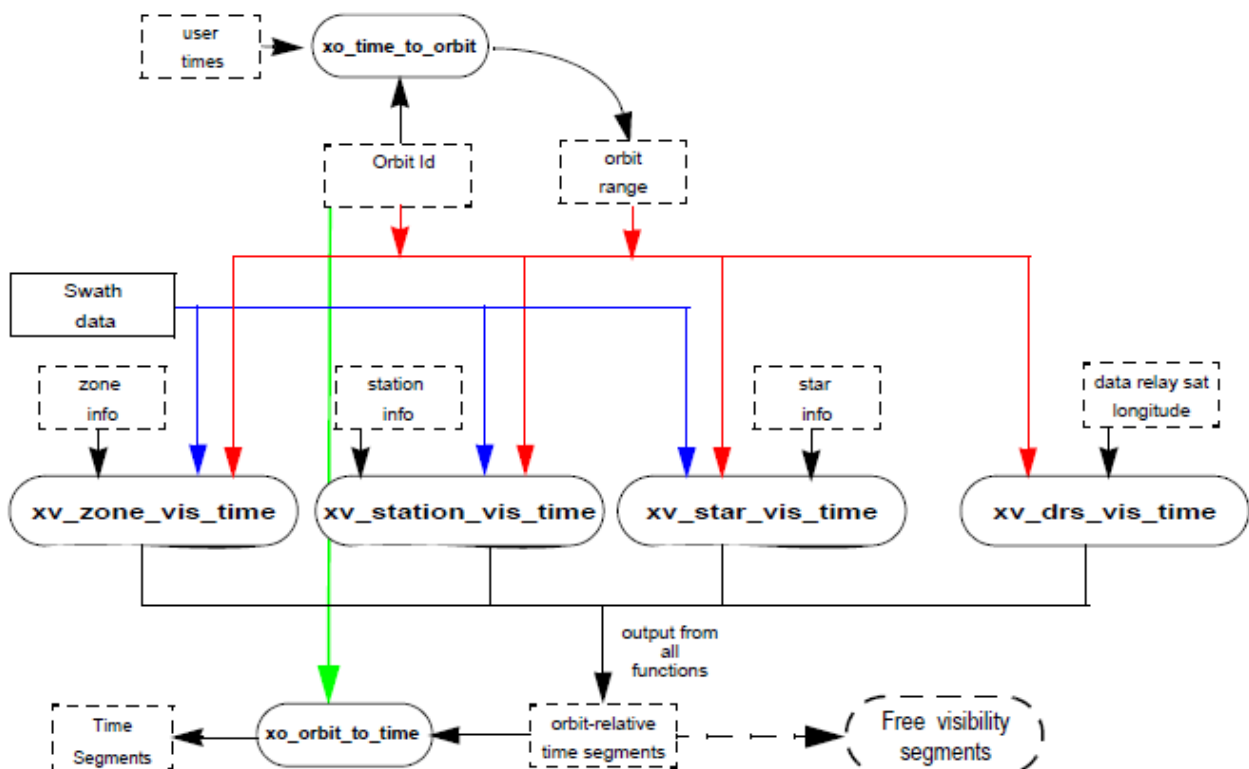 user
times
xo_time_to_orbit
Orbit Id
orbit
range
Swath
data
zone
info
station
info
star
info
data relay sat
longitude
xv_zone_vis_time
xv_station_vis_time
xv_star_vis_time
xv_drs_vis_time
output from
all
functions
Time
Segments
xo_orbit_to_time
orbit-relative
time segments
Free visibility
segments